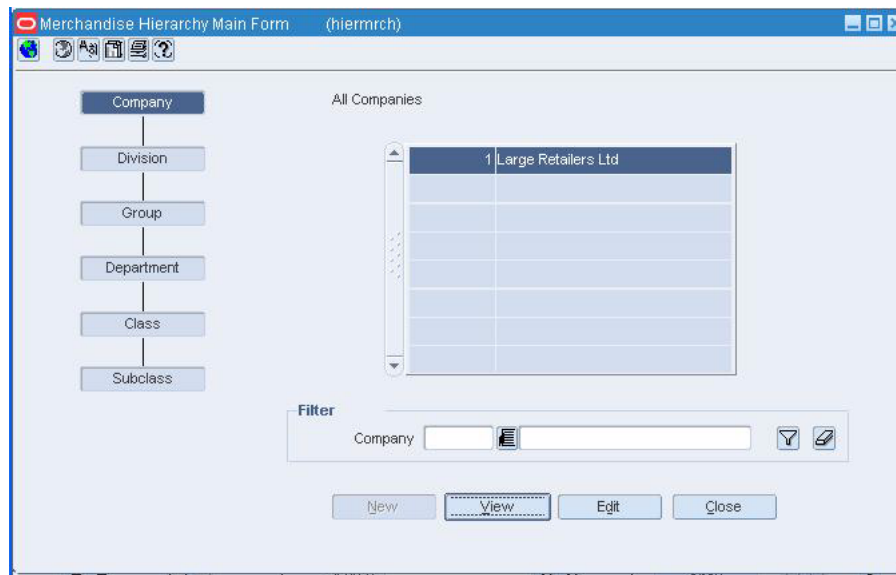 Merchandise Hierarchy Main Form (hiermrch)
Company
Division
Group
Department
Class
Subclass
All Companies
1 Large Retailers Ltd
Filter
Company
New View Edit Close